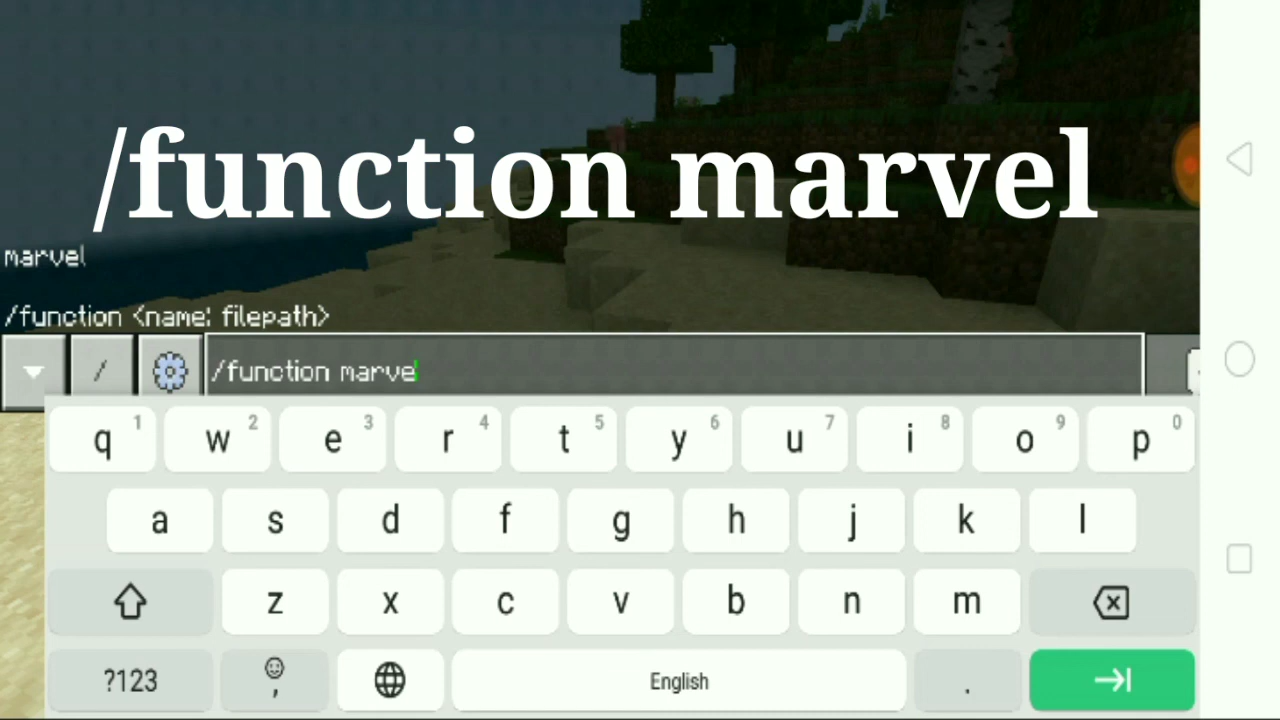 /function marvel
marvel
/function <name: filepath>
/ /function marve
q 1 w 2 e 3 r 4 t 5 y 6 u 7 i 8 o 9 p 0
a s d f g h j k l
z x c v b n m
?123 , English .